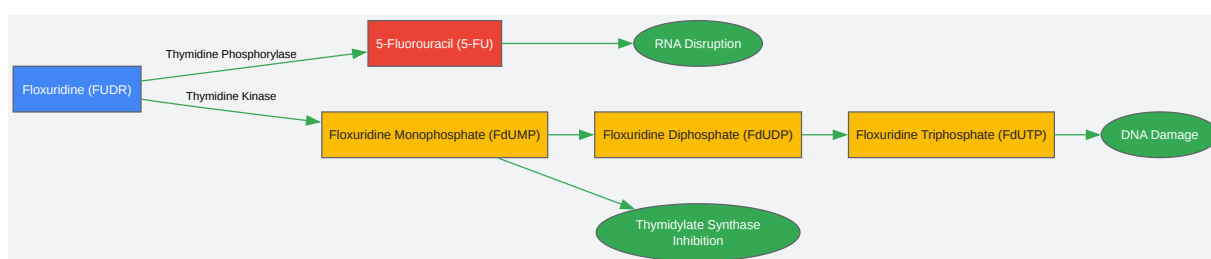 5-Fluorouracil (5-FU)
RNA Disruption
Thymidine Phosphorylase
Floxuridine (FUDR)
Thymidine Kinase
Floxuridine Monophosphate (FdUMP)
Floxuridine Diphosphate (FdUDP)
Floxuridine Triphosphate (FdUTP)
DNA Damage
Thymidylate Synthase
Inhibition